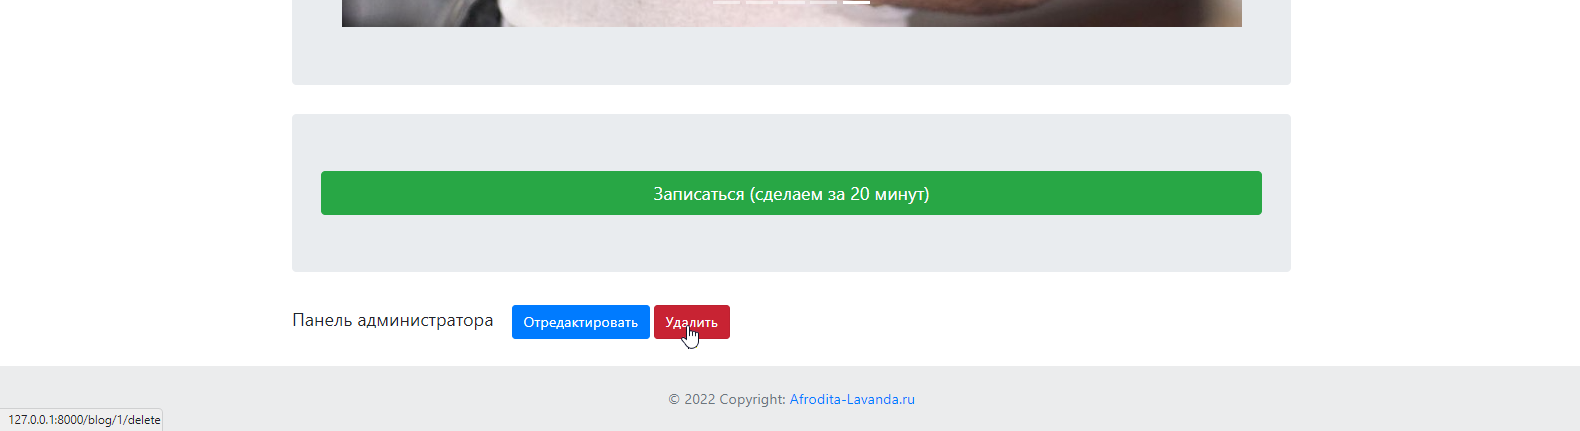 Записаться (сделаем за 20 минут)
Панель администратора Отредактировать Удалить
© 2022 Copyright: Afrodita-Lavanda.ru
127.0.0.1:8000/blog/1/delete